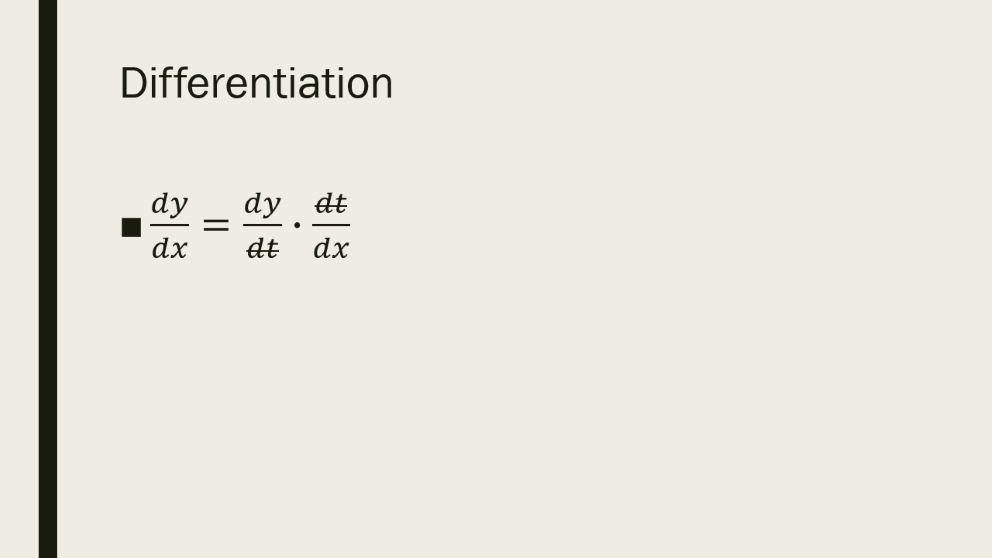 Differentiation
■ dy/dx = dy/dt · dt/dx